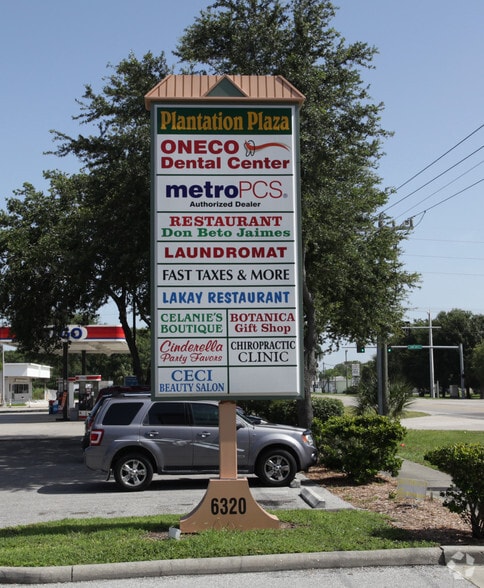 Plantation Plaza
ONECO
Dental Center
metroPCS®
Authorized Dealer
RESTAURANT
Don Beto Jaimes
LAUNDROMAT
FAST TAXES & MORE
LAKAY RESTAURANT
CELANIE'S
BOUTIQUE
BOTANICA
Gift Shop
Cinderella
Party Favors
CHIROPRACTIC
CLINIC
CECI
BEAUTY SALON
6320